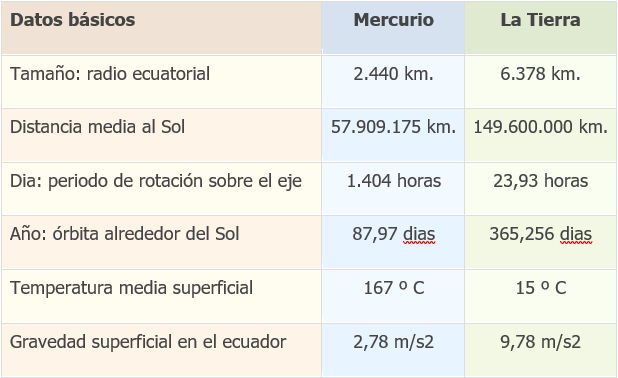 Datos básicos Mercurio La Tierra
Tamaño: radio ecuatorial 2.440 km. 6.378 km.
Distancia media al Sol 57.909.175 km. 149.600.000 km.
Dia: periodo de rotación sobre el eje 1.404 horas 23,93 horas
Año: órbita alrededor del Sol 87,97 dias 365,256 dias
Temperatura media superficial 167 º C 15 º C
Gravedad superficial en el ecuador 2,78 m/s2 9,78 m/s2